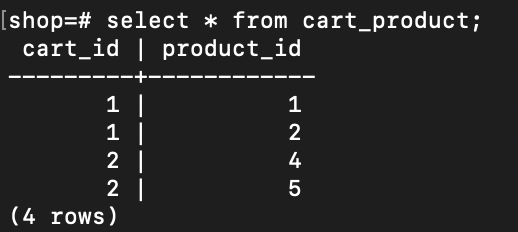 [shop=# select * from cart_product;
 cart_id | product_id
---------+------------
       1 |          1
       1 |          2
       2 |          4
       2 |          5
(4 rows)